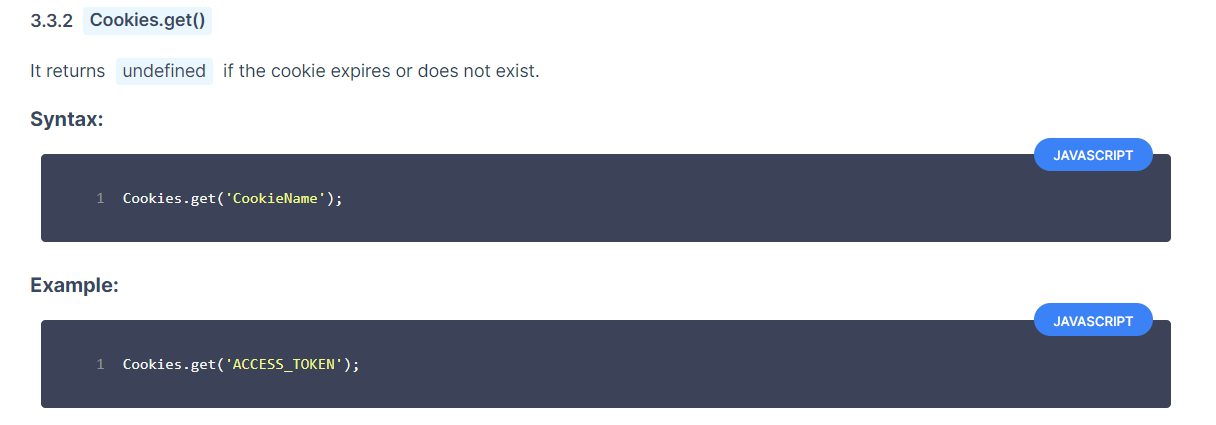 3.3.2 Cookies.get()
It returns undefined if the cookie expires or does not exist.
Syntax:
JAVASCRIPT
1 Cookies.get('CookieName');
Example:
JAVASCRIPT
1 Cookies.get('ACCESS_TOKEN');